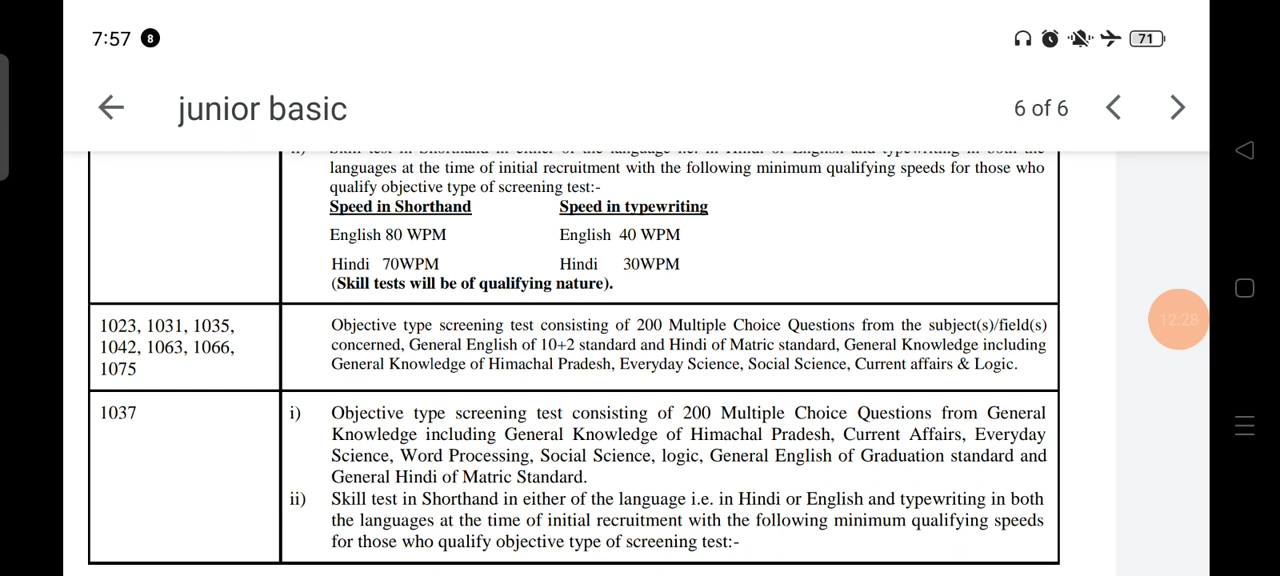 7:57 8 71
junior basic 6 of 6
languages at the time of initial recruitment with the following minimum qualifying speeds for those who
qualify objective type of screening test:-
Speed in Shorthand Speed in typewriting
English 80 WPM English 40 WPM
Hindi 70WPM Hindi 30WPM
(Skill tests will be of qualifying nature).
1023, 1031, 1035,
1042, 1063, 1066,
1075
Objective type screening test consisting of 200 Multiple Choice Questions from the subject(s)/field(s)
concerned, General English of 10+2 standard and Hindi of Matric standard, General Knowledge including
General Knowledge of Himachal Pradesh, Everyday Science, Social Science, Current affairs & Logic.
12:28
1037
i) Objective type screening test consisting of 200 Multiple Choice Questions from General
Knowledge including General Knowledge of Himachal Pradesh, Current Affairs, Everyday
Science, Word Processing, Social Science, logic, General English of Graduation standard and
General Hindi of Matric Standard.
ii) Skill test in Shorthand in either of the language i.e. in Hindi or English and typewriting in both
the languages at the time of initial recruitment with the following minimum qualifying speeds
for those who qualify objective type of screening test:-